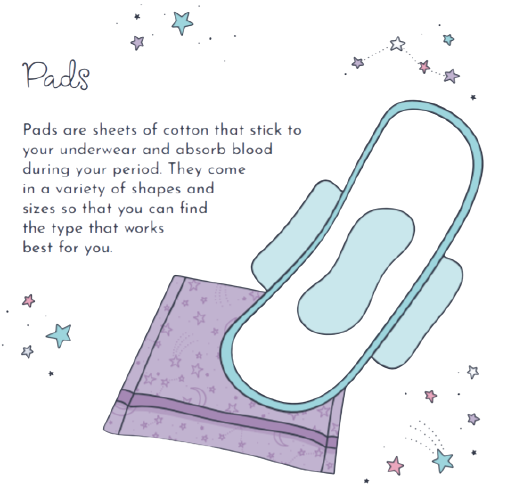 Pads
Pads are sheets of cotton that stick to
your underwear and absorb blood
during your period. They come
in a variety of shapes and
sizes so that you can find
the type that works
best for you.